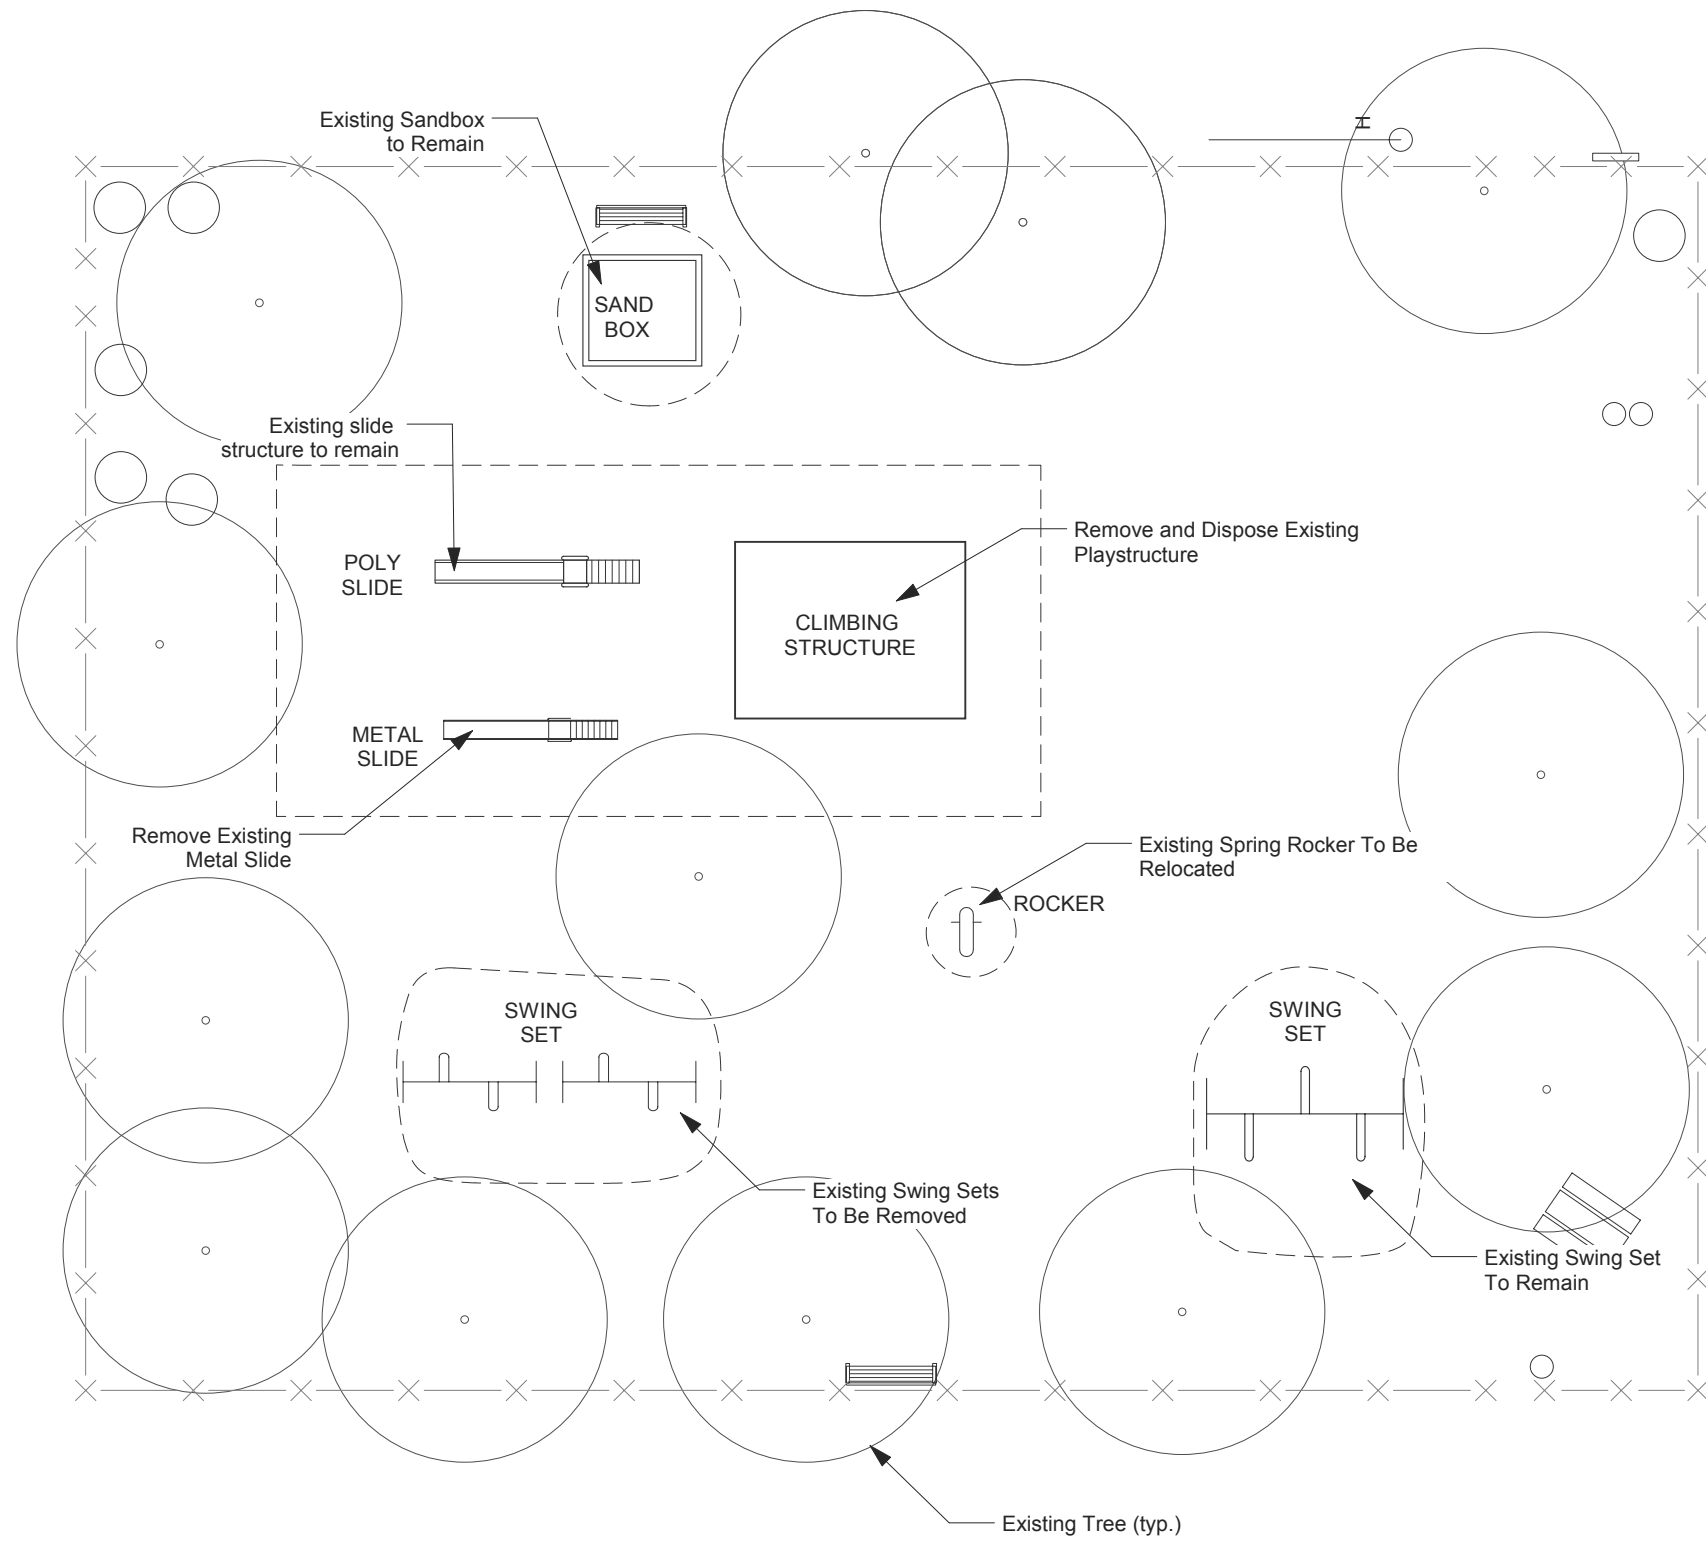 Existing Sandbox
to Remain
H
SAND
BOX
Existing slide
structure to remain
Remove and Dispose Existing
Playstructure
POLY
SLIDE
CLIMBING
STRUCTURE
METAL
SLIDE
Remove Existing
Metal Slide
Existing Spring Rocker To Be
Relocated
ROCKER
SWING
SET
SWING
SET
Existing Swing Sets
To Be Removed
Existing Swing Set
To Remain
Existing Tree (typ.)